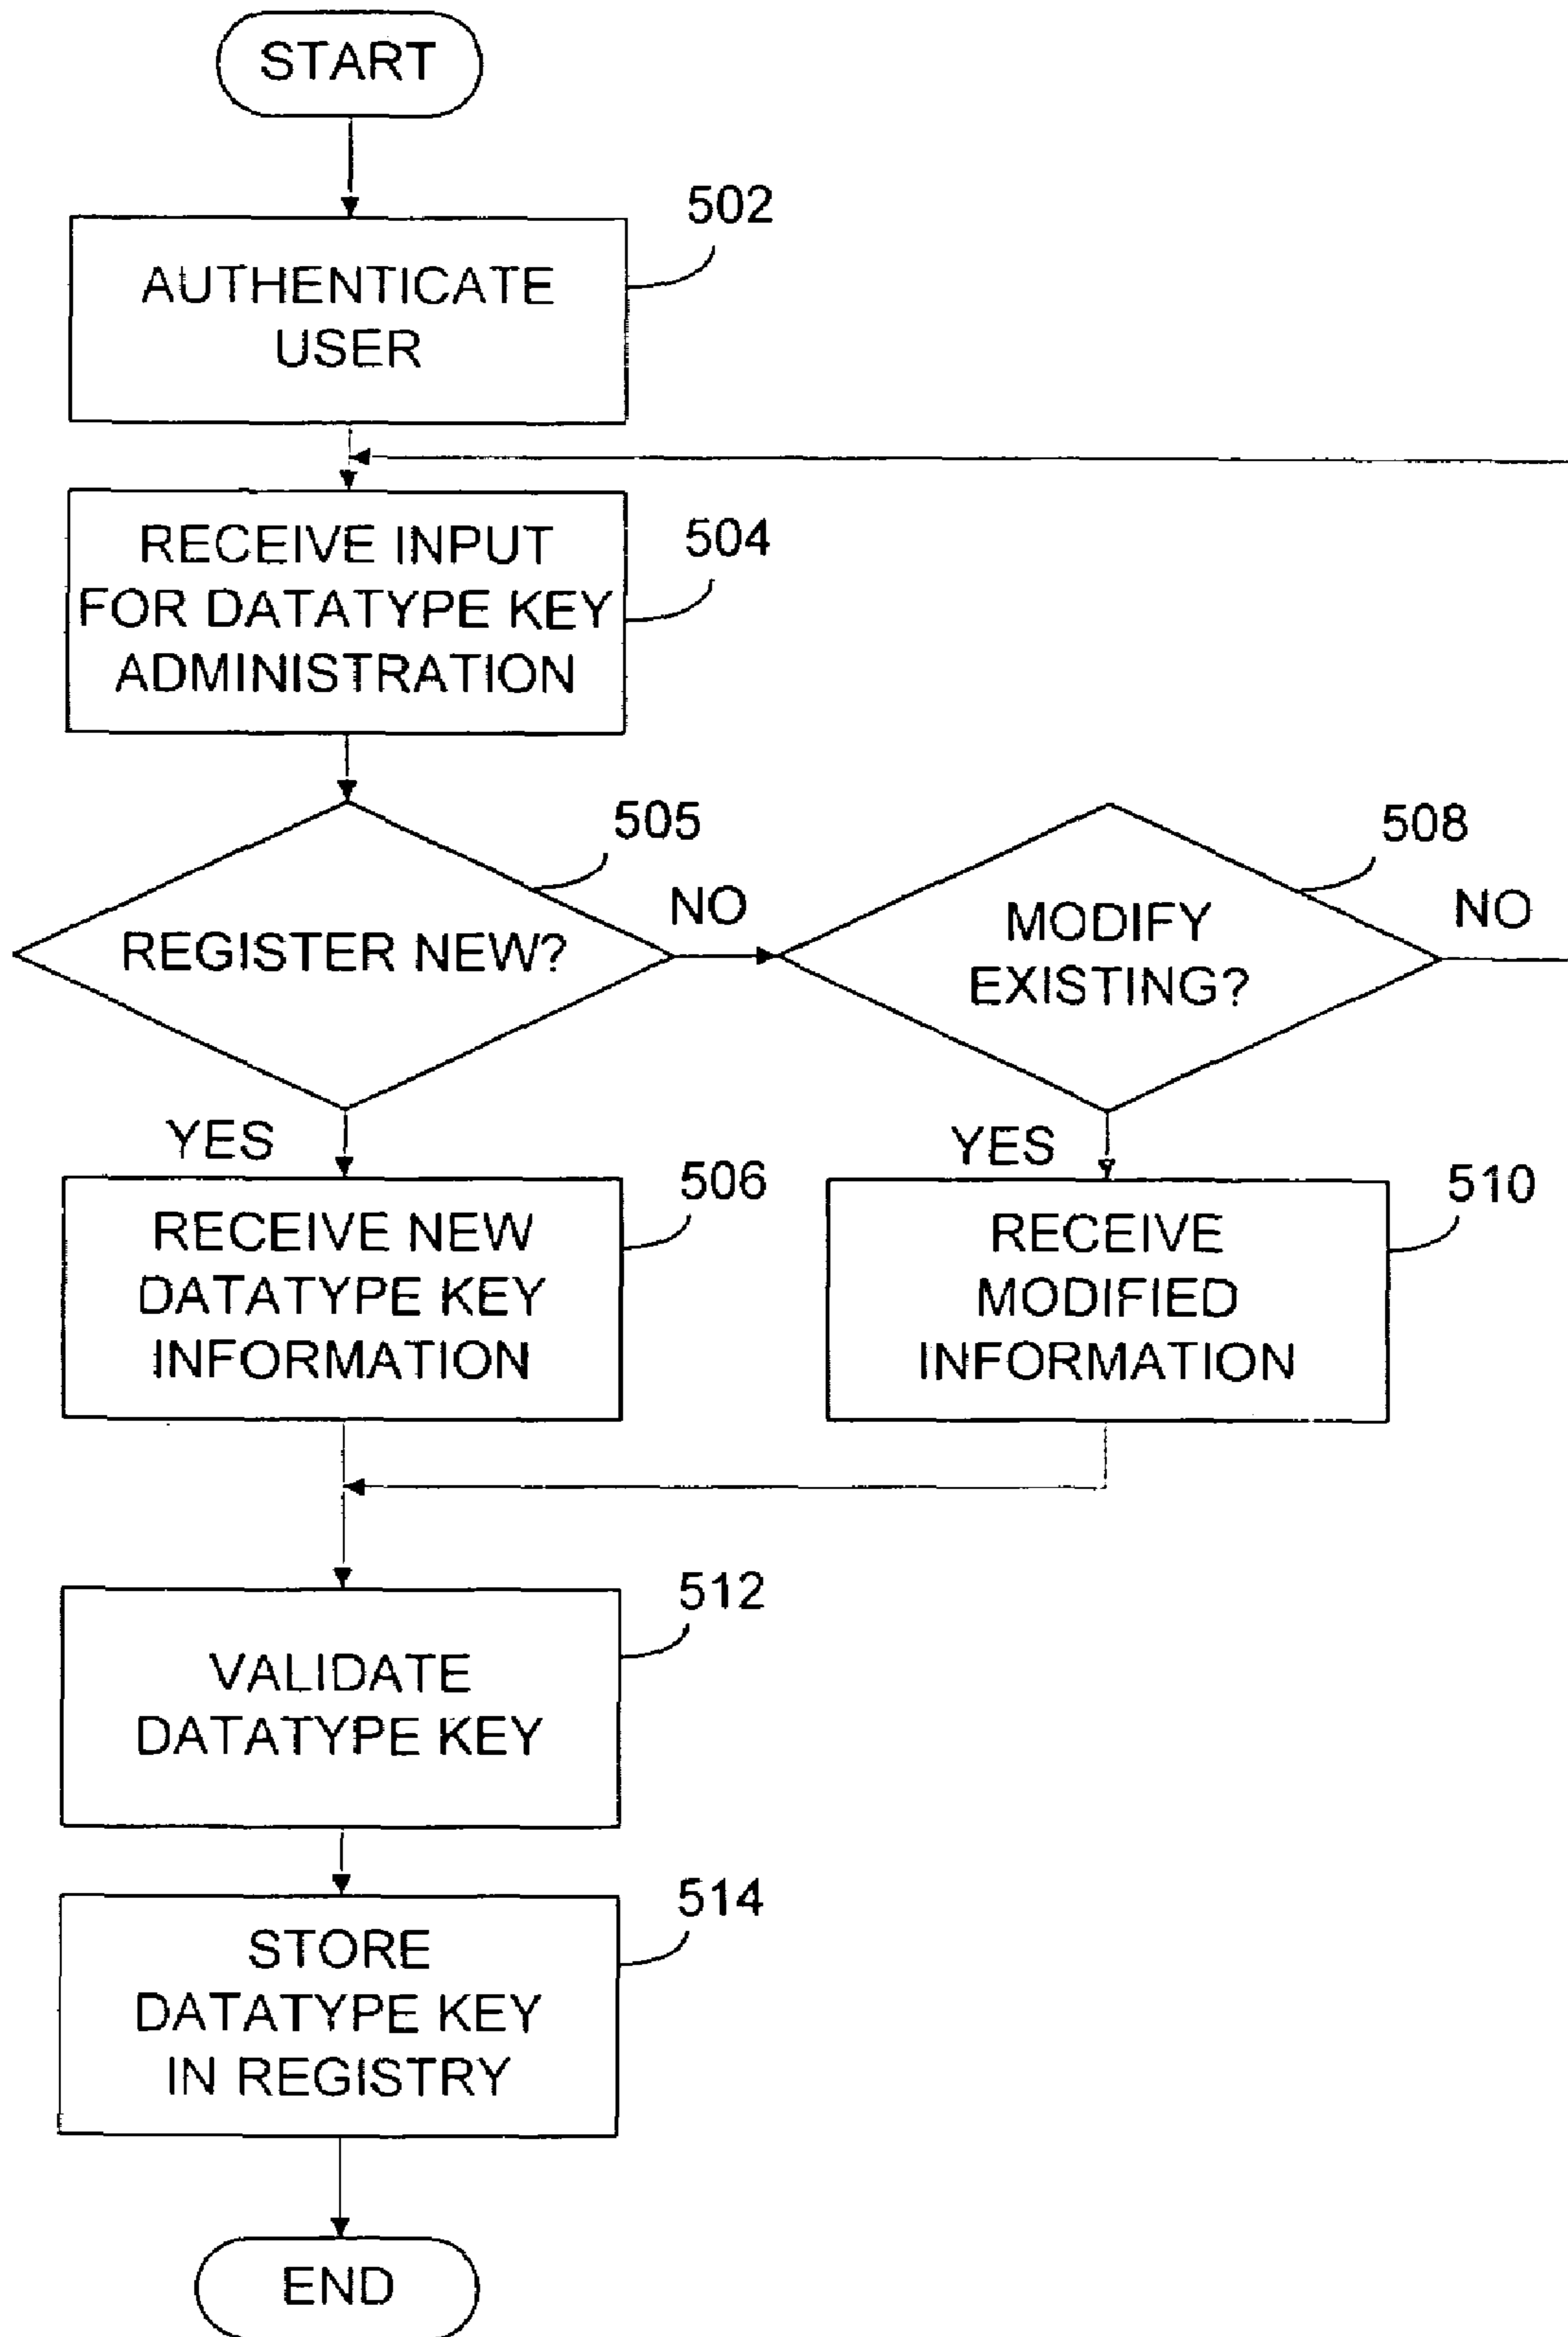 START
502
AUTHENTICATE
USER
504
RECEIVE INPUT
FOR DATATYPE KEY
ADMINISTRATION
505
REGISTER NEW?
NO
508
MODIFY
EXISTING?
NO
YES
506
RECEIVE NEW
DATATYPE KEY
INFORMATION
YES
510
RECEIVE
MODIFIED
INFORMATION
512
VALIDATE
DATATYPE KEY
514
STORE
DATATYPE KEY
IN REGISTRY
END